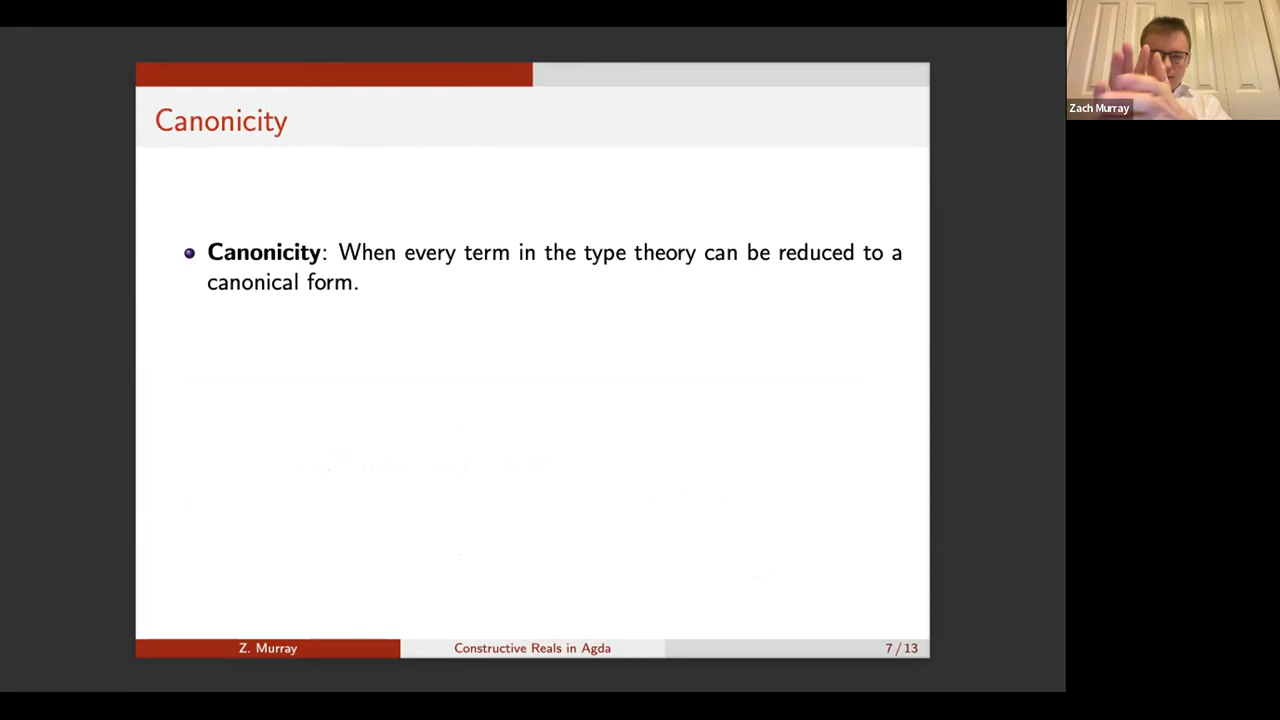 Canonicity
Canonicity: When every term in the type theory can be reduced to a
canonical form.
Z. Murray
Constructive Reals in Agda
7 / 13
Zach Murray